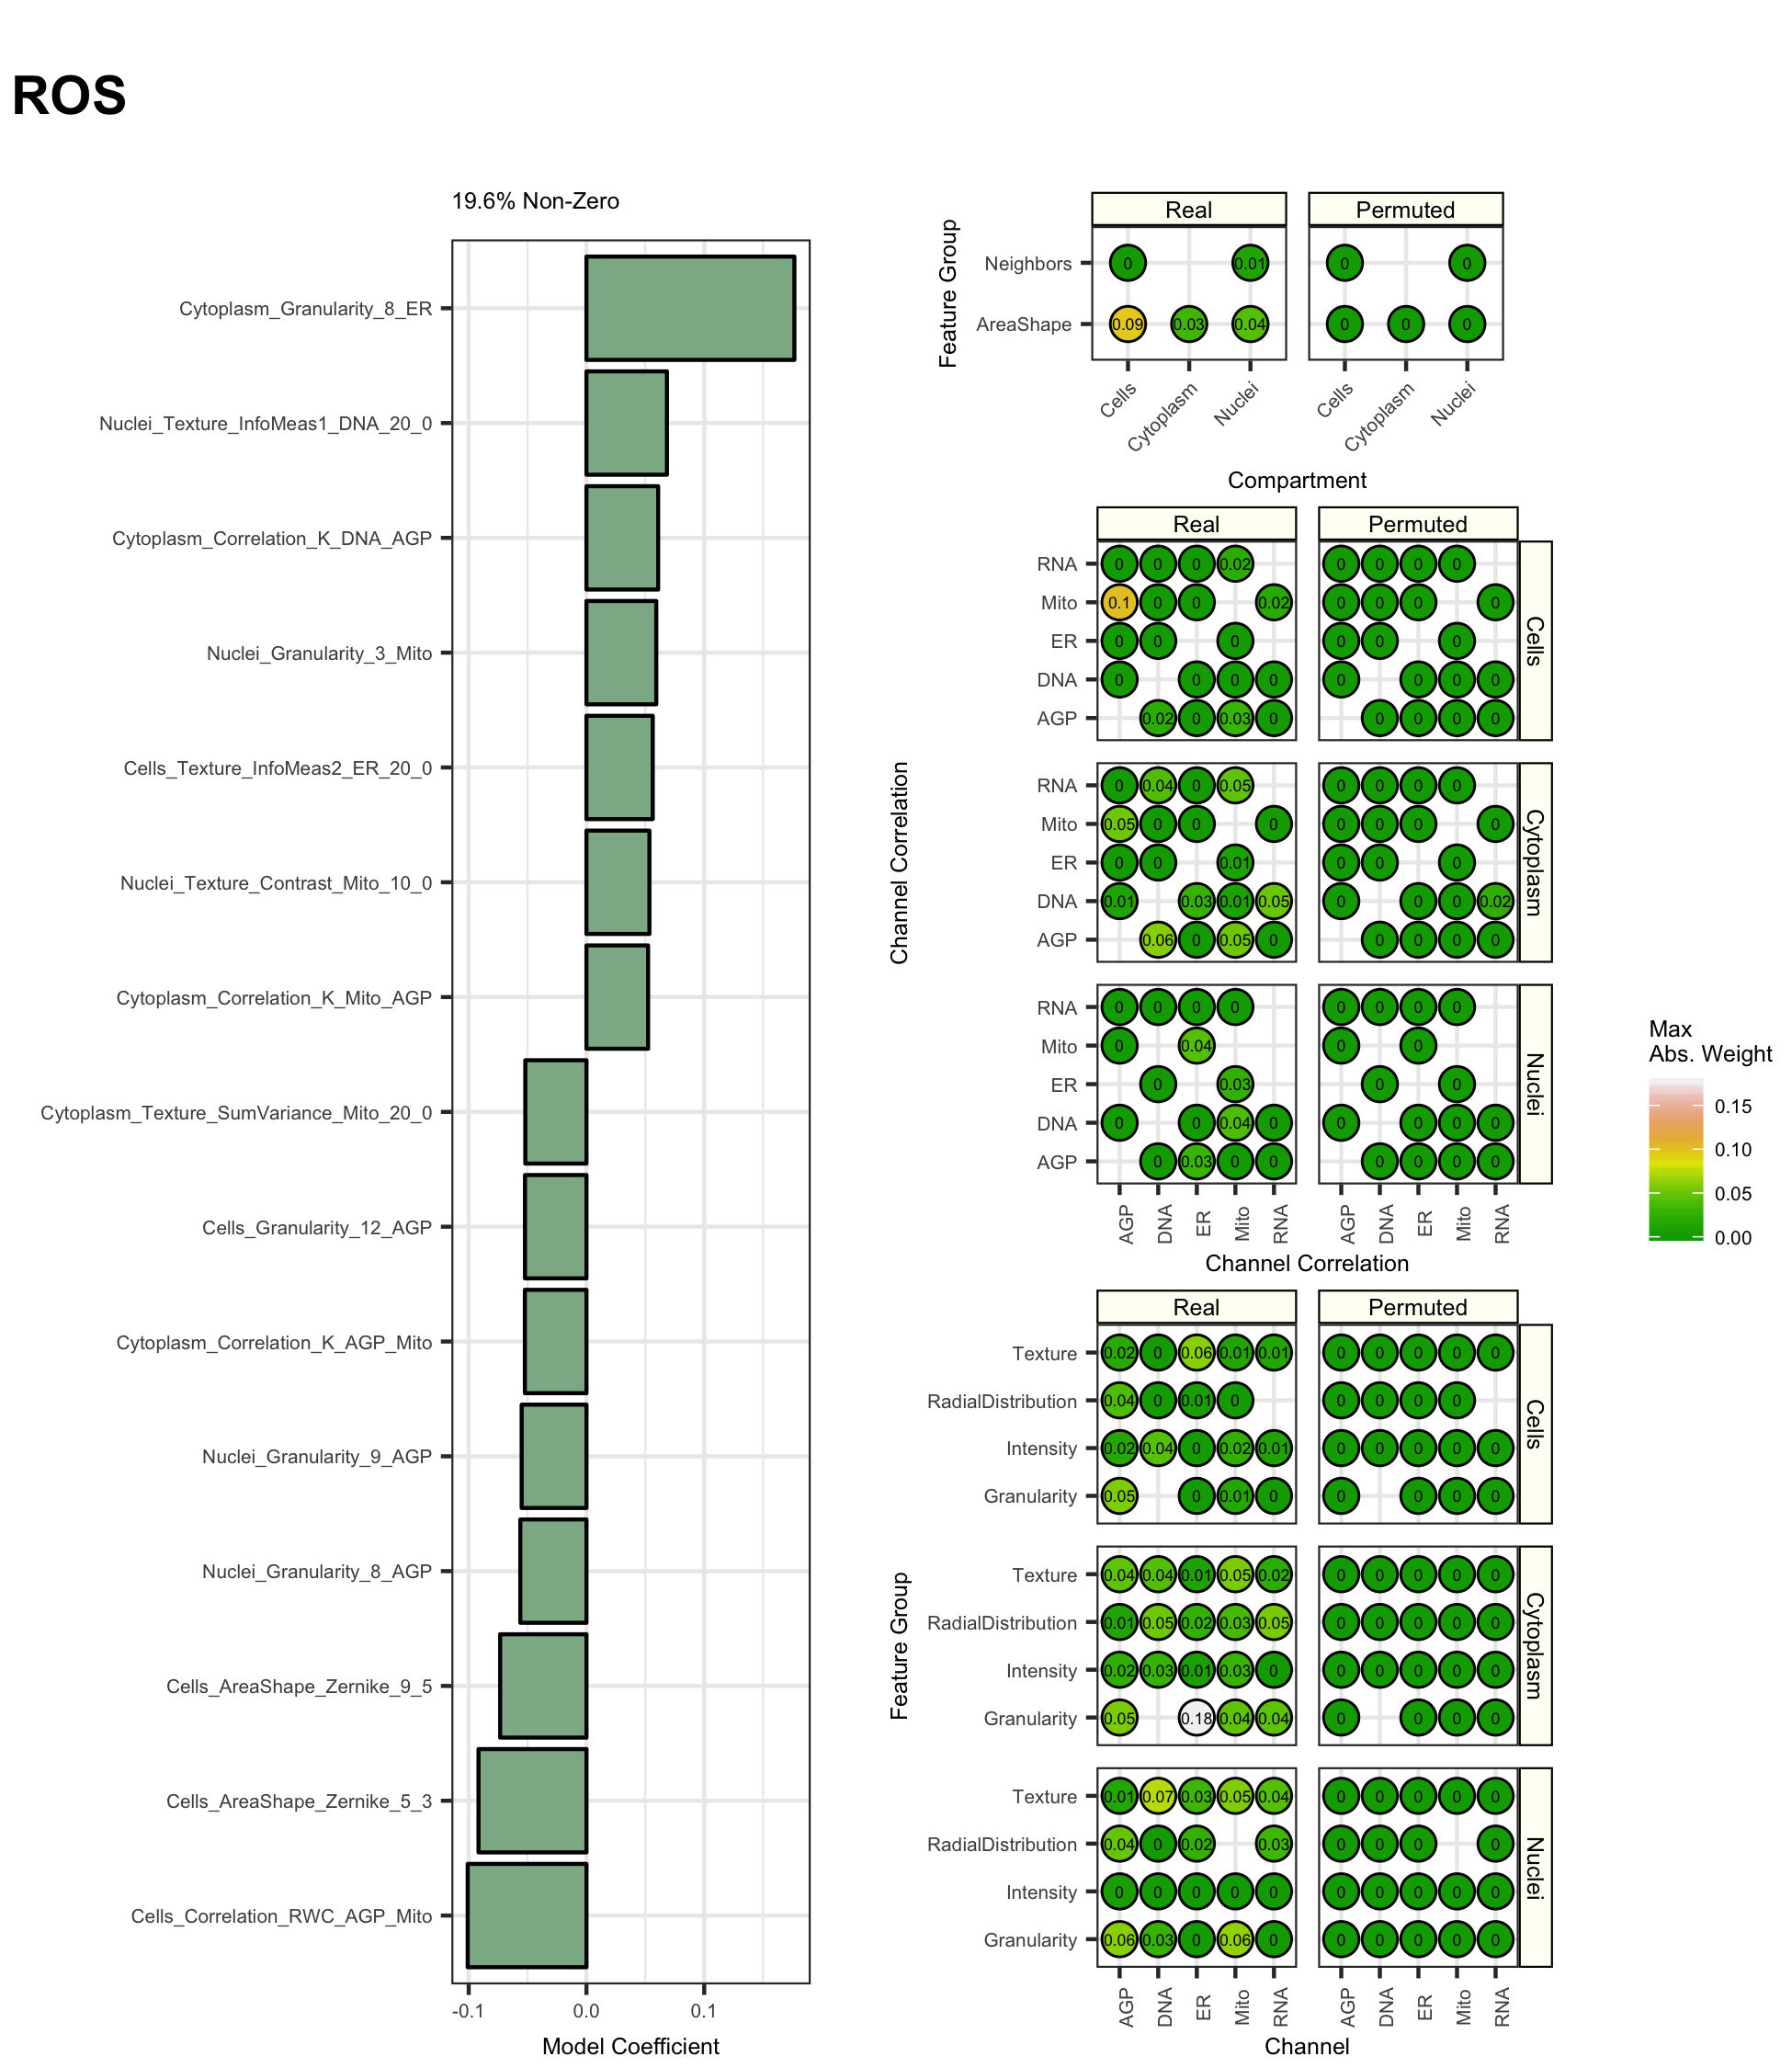 ROS
19.6% Non-Zero
Cytoplasm_Granularity_8_ER
Nuclei_Texture_InfoMeas1_DNA_20_0
Cytoplasm_Correlation_K_DNA_AGP
Nuclei_Granularity_3_Mito
Cells_Texture_InfoMeas2_ER_20_0
Nuclei_Texture_Contrast_Mito_10_0
Cytoplasm_Correlation_K_Mito_AGP
Cytoplasm_Texture_SumVariance_Mito_20_0
Cells_Granularity_12_AGP
Cytoplasm_Correlation_K_AGP_Mito
Nuclei_Granularity_9_AGP
Nuclei_Granularity_8_AGP
Cells_AreaShape_Zernike_9_5
Cells_AreaShape_Zernike_5_3
Cells_Correlation_RWC_AGP_Mito
-0.1 0.0 0.1
Model Coefficient
Real Permuted
Feature Group
Neighbors 0 0.01 0 0
AreaShape 0.09 0.03 0.04 0 0 0
Cells Cytoplasm Nuclei Cells Cytoplasm Nuclei
Compartment
Real Permuted
Channel Correlation
RNA 0 0 0 0.02 0 0 0 0
Mito 0.1 0 0 0.02 0 0 0 0
ER 0 0 0 0 0 0
DNA 0 0 0 0 0 0 0 0
AGP 0.02 0 0.03 0 0 0 0 0
Cells
RNA 0 0.04 0 0.05 0 0 0 0
Mito 0.05 0 0 0 0 0 0 0
ER 0 0 0.01 0 0 0
DNA 0.01 0.03 0.01 0.05 0 0 0 0.02
AGP 0.06 0 0.05 0 0 0 0 0
Cytoplasm
RNA 0 0 0 0 0 0 0 0
Mito 0 0.04 0 0
ER 0 0.03 0 0
DNA 0 0 0.04 0 0 0 0 0
AGP 0 0.03 0 0 0 0 0 0
Nuclei
AGP DNA ER Mito RNA AGP DNA ER Mito RNA
Channel Correlation
Real Permuted
Feature Group
Texture 0.02 0 0.06 0.01 0.01 0 0 0 0 0
RadialDistribution 0.04 0 0.01 0 0 0 0 0
Intensity 0.02 0.04 0 0.02 0.01 0 0 0 0 0
Granularity 0.05 0 0.01 0 0 0 0 0
Cells
Texture 0.04 0.04 0.01 0.05 0.02 0 0 0 0 0
RadialDistribution 0.01 0.05 0.02 0.03 0.05 0 0 0 0 0
Intensity 0.02 0.03 0.01 0.03 0 0 0 0 0 0
Granularity 0.05 0.18 0.04 0.04 0 0 0 0
Cytoplasm
Texture 0.01 0.07 0.03 0.05 0.04 0 0 0 0 0
RadialDistribution 0.04 0 0.02 0.03 0 0 0 0
Intensity 0 0 0 0 0 0 0 0 0 0
Granularity 0.06 0.03 0 0.06 0 0 0 0 0 0
Nuclei
AGP DNA ER Mito RNA AGP DNA ER Mito RNA
Channel
Max
Abs. Weight
0.15
0.10
0.05
0.00